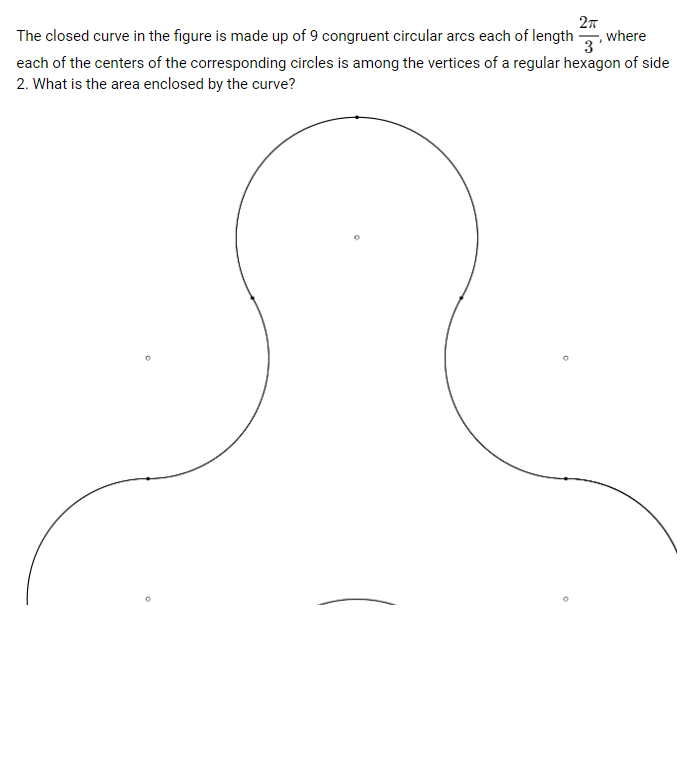 The closed curve in the figure is made up of 9 congruent circular arcs each of length 2π/3, where
each of the centers of the corresponding circles is among the vertices of a regular hexagon of side
2. What is the area enclosed by the curve?